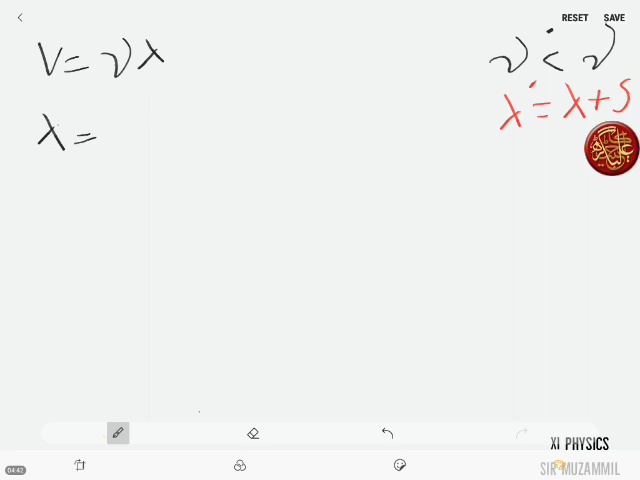 RESET SAVE
V = νλ
ν' < ν
λ' = λ + S
λ =
XI PHYSICS
SIR MUZAMMIL
04:42